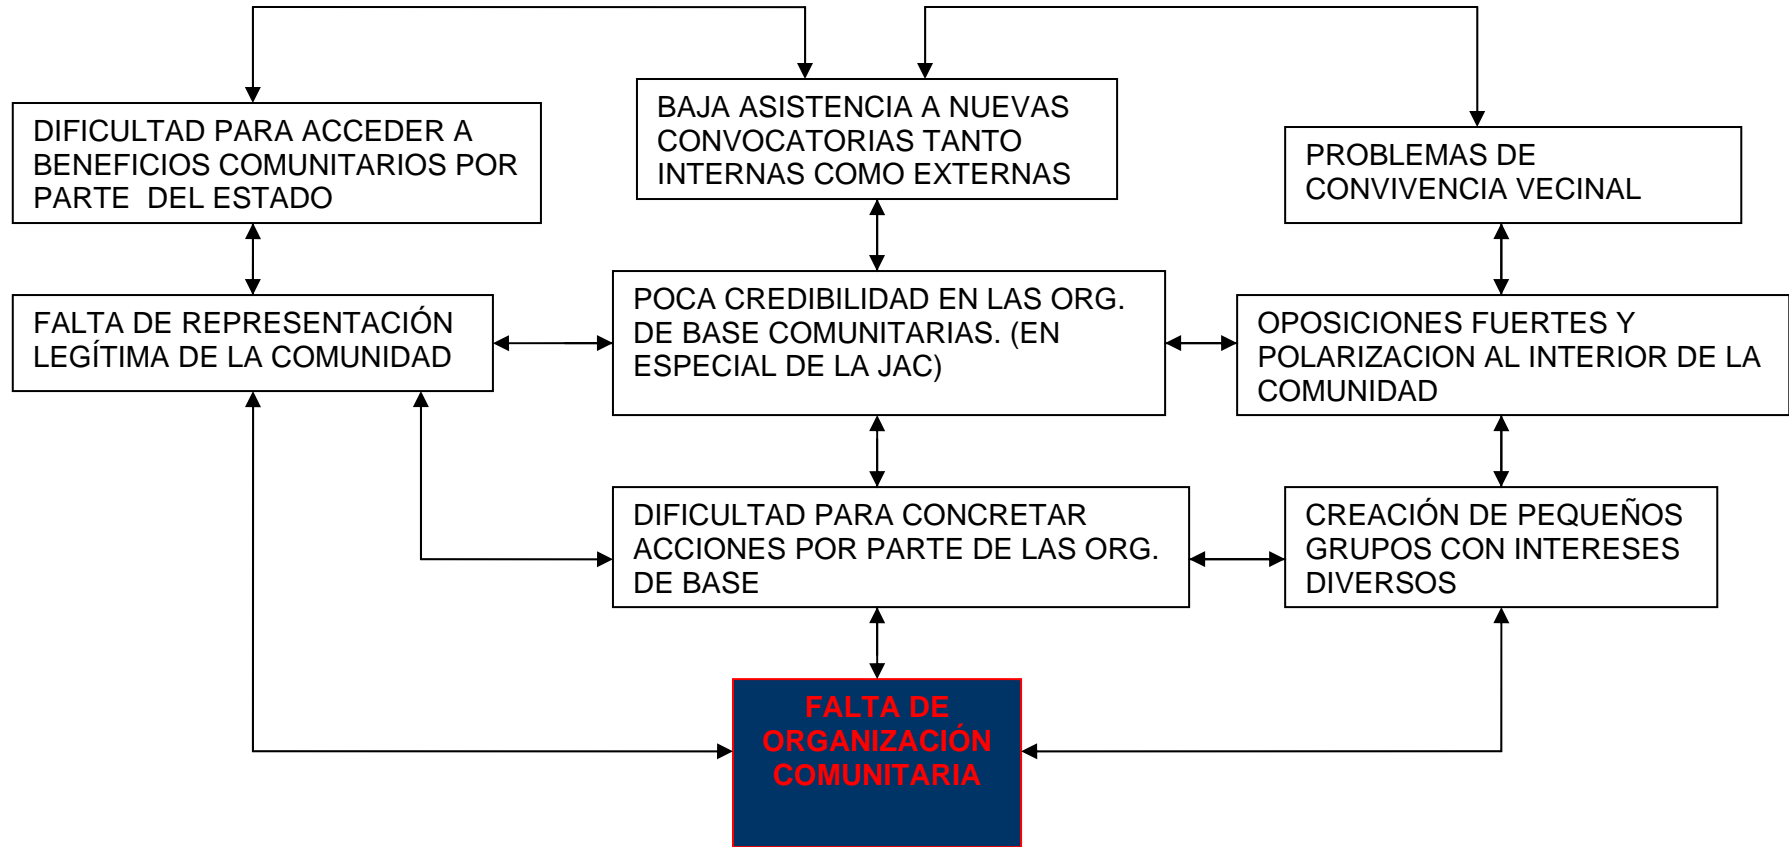 DIFICULTAD PARA ACCEDER A
BENEFICIOS COMUNITARIOS POR
PARTE DEL ESTADO
BAJA ASISTENCIA A NUEVAS
CONVOCATORIAS TANTO
INTERNAS COMO EXTERNAS
PROBLEMAS DE
CONVIVENCIA VECINAL
FALTA DE REPRESENTACIÓN
LEGÍTIMA DE LA COMUNIDAD
POCA CREDIBILIDAD EN LAS ORG.
DE BASE COMUNITARIAS. (EN
ESPECIAL DE LA JAC)
OPOSICIONES FUERTES Y
POLARIZACION AL INTERIOR DE LA
COMUNIDAD
DIFICULTAD PARA CONCRETAR
ACCIONES POR PARTE DE LAS ORG.
DE BASE
CREACIÓN DE PEQUEÑOS
GRUPOS CON INTERESES
DIVERSOS
FALTA DE
ORGANIZACIÓN
COMUNITARIA